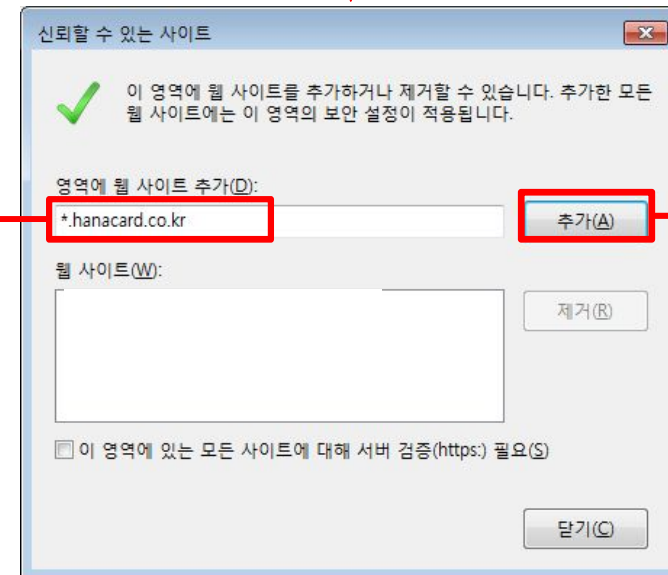 신뢰할 수 있는 사이트
이 영역에 웹 사이트를 추가하거나 제거할 수 있습니다. 추가한 모든
웹 사이트에는 이 영역의 보안 설정이 적용됩니다.
영역에 웹 사이트 추가(D):
*.hanacard.co.kr
추가(A)
웹 사이트(W):
제거(R)
이 영역에 있는 모든 사이트에 대해 서버 검증(https:) 필요(S)
닫기(C)